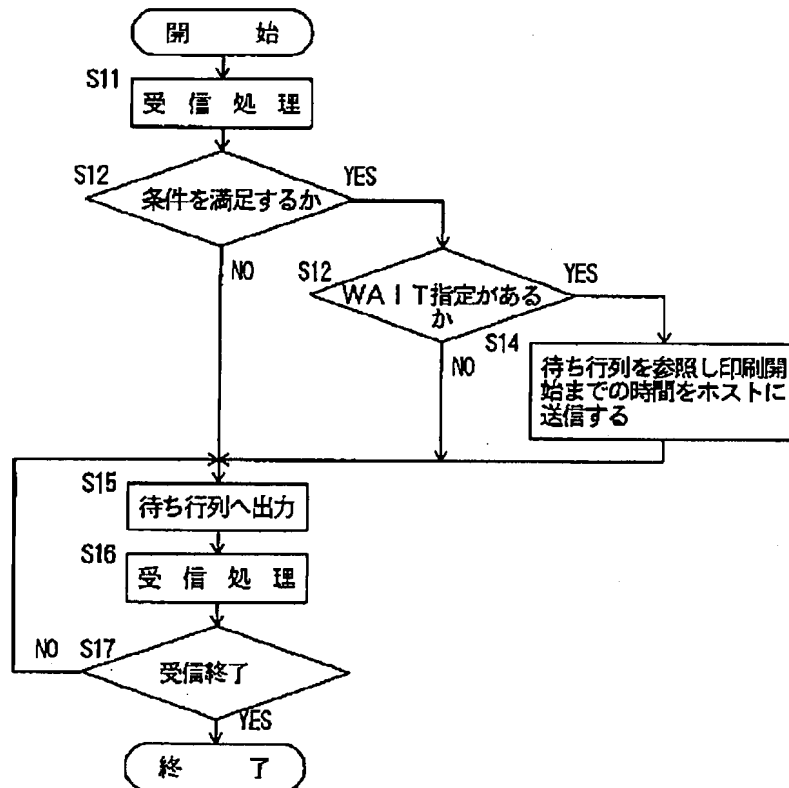 開 始
S11
受 信 処 理
S12
条件を満足するか
YES
NO
S12
WAIT指定がある
か
YES
S14
NO
待ち行列を参照し印刷開
始までの時間をホストに
送信する
S15
待ち行列へ出力
S16
受 信 処 理
NO
S17
受信終了
YES
終 了